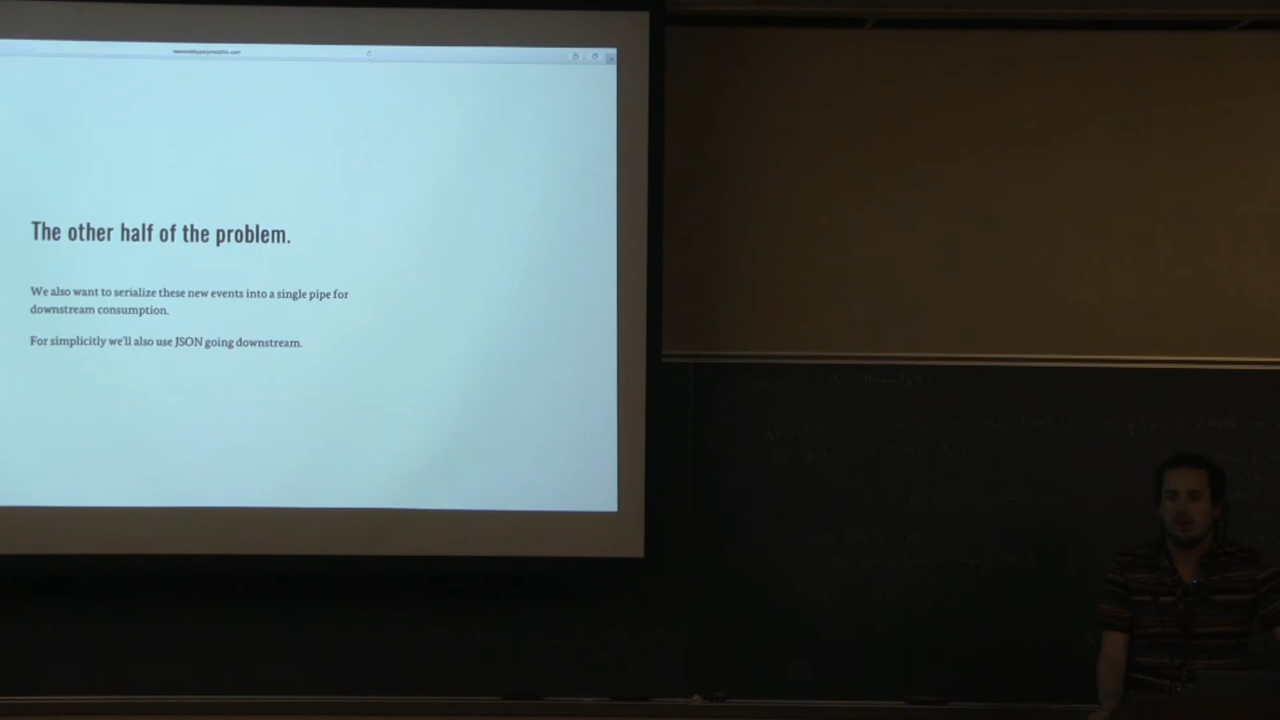 The other half of the problem.
We also want to serialize these new events into a single pipe for
downstream consumption.
For simplicitly we'll also use JSON going downstream.